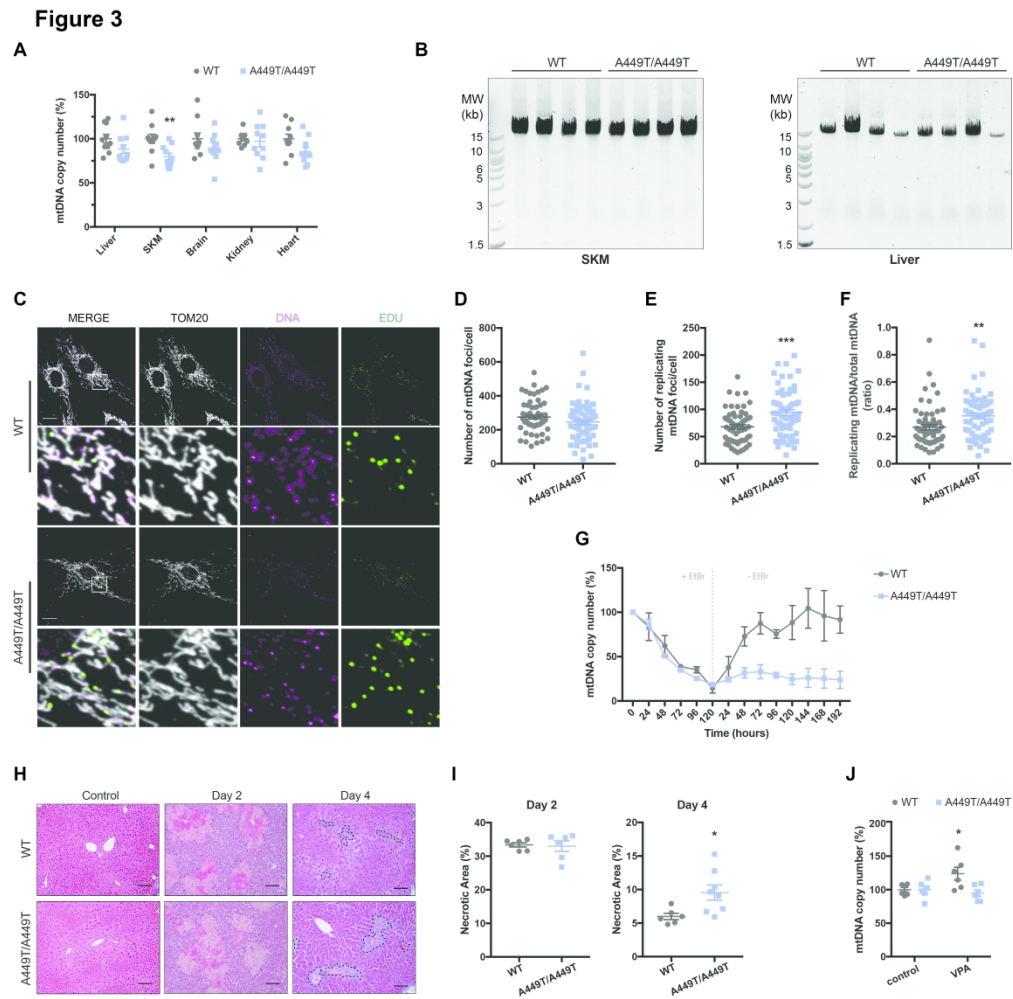 Figure 3
A
WT
A449T/A449T
mtDNA copy number (%)
150
100
50
0
**
Liver
SKM
Brain
Kidney
Heart
B
WT
A449T/A449T
MW
(kb)
15
10
6
5
3
1.5
SKM
WT
A449T/A449T
MW
(kb)
15
10
6
5
3
1.5
Liver
C
MERGE
TOM20
DNA
EDU
WT
A449T/A449T
D
Number of mtDNA foci/cell
800
600
400
200
0
WT
A449T/A449T
E
Number of replicating
mtDNA foci/cell
250
200
150
100
50
0
***
WT
A449T/A449T
F
Replicating mtDNA/total mtDNA
(ratio)
1.0
0.8
0.6
0.4
0.2
0.0
**
WT
A449T/A449T
G
mtDNA copy number (%)
150
100
50
0
+ EtBr
- EtBr
WT
A449T/A449T
0
24
48
72
96
120
24
48
72
96
120
144
168
192
Time (hours)
H
Control
Day 2
Day 4
WT
A449T/A449T
I
Day 2
Necrotic Area (%)
40
30
20
10
0
WT
A449T/A449T
Day 4
Necrotic Area (%)
20
15
10
5
0
*
WT
A449T/A449T
J
WT
A449T/A449T
mtDNA copy number (%)
200
150
100
50
0
*
control
VPA